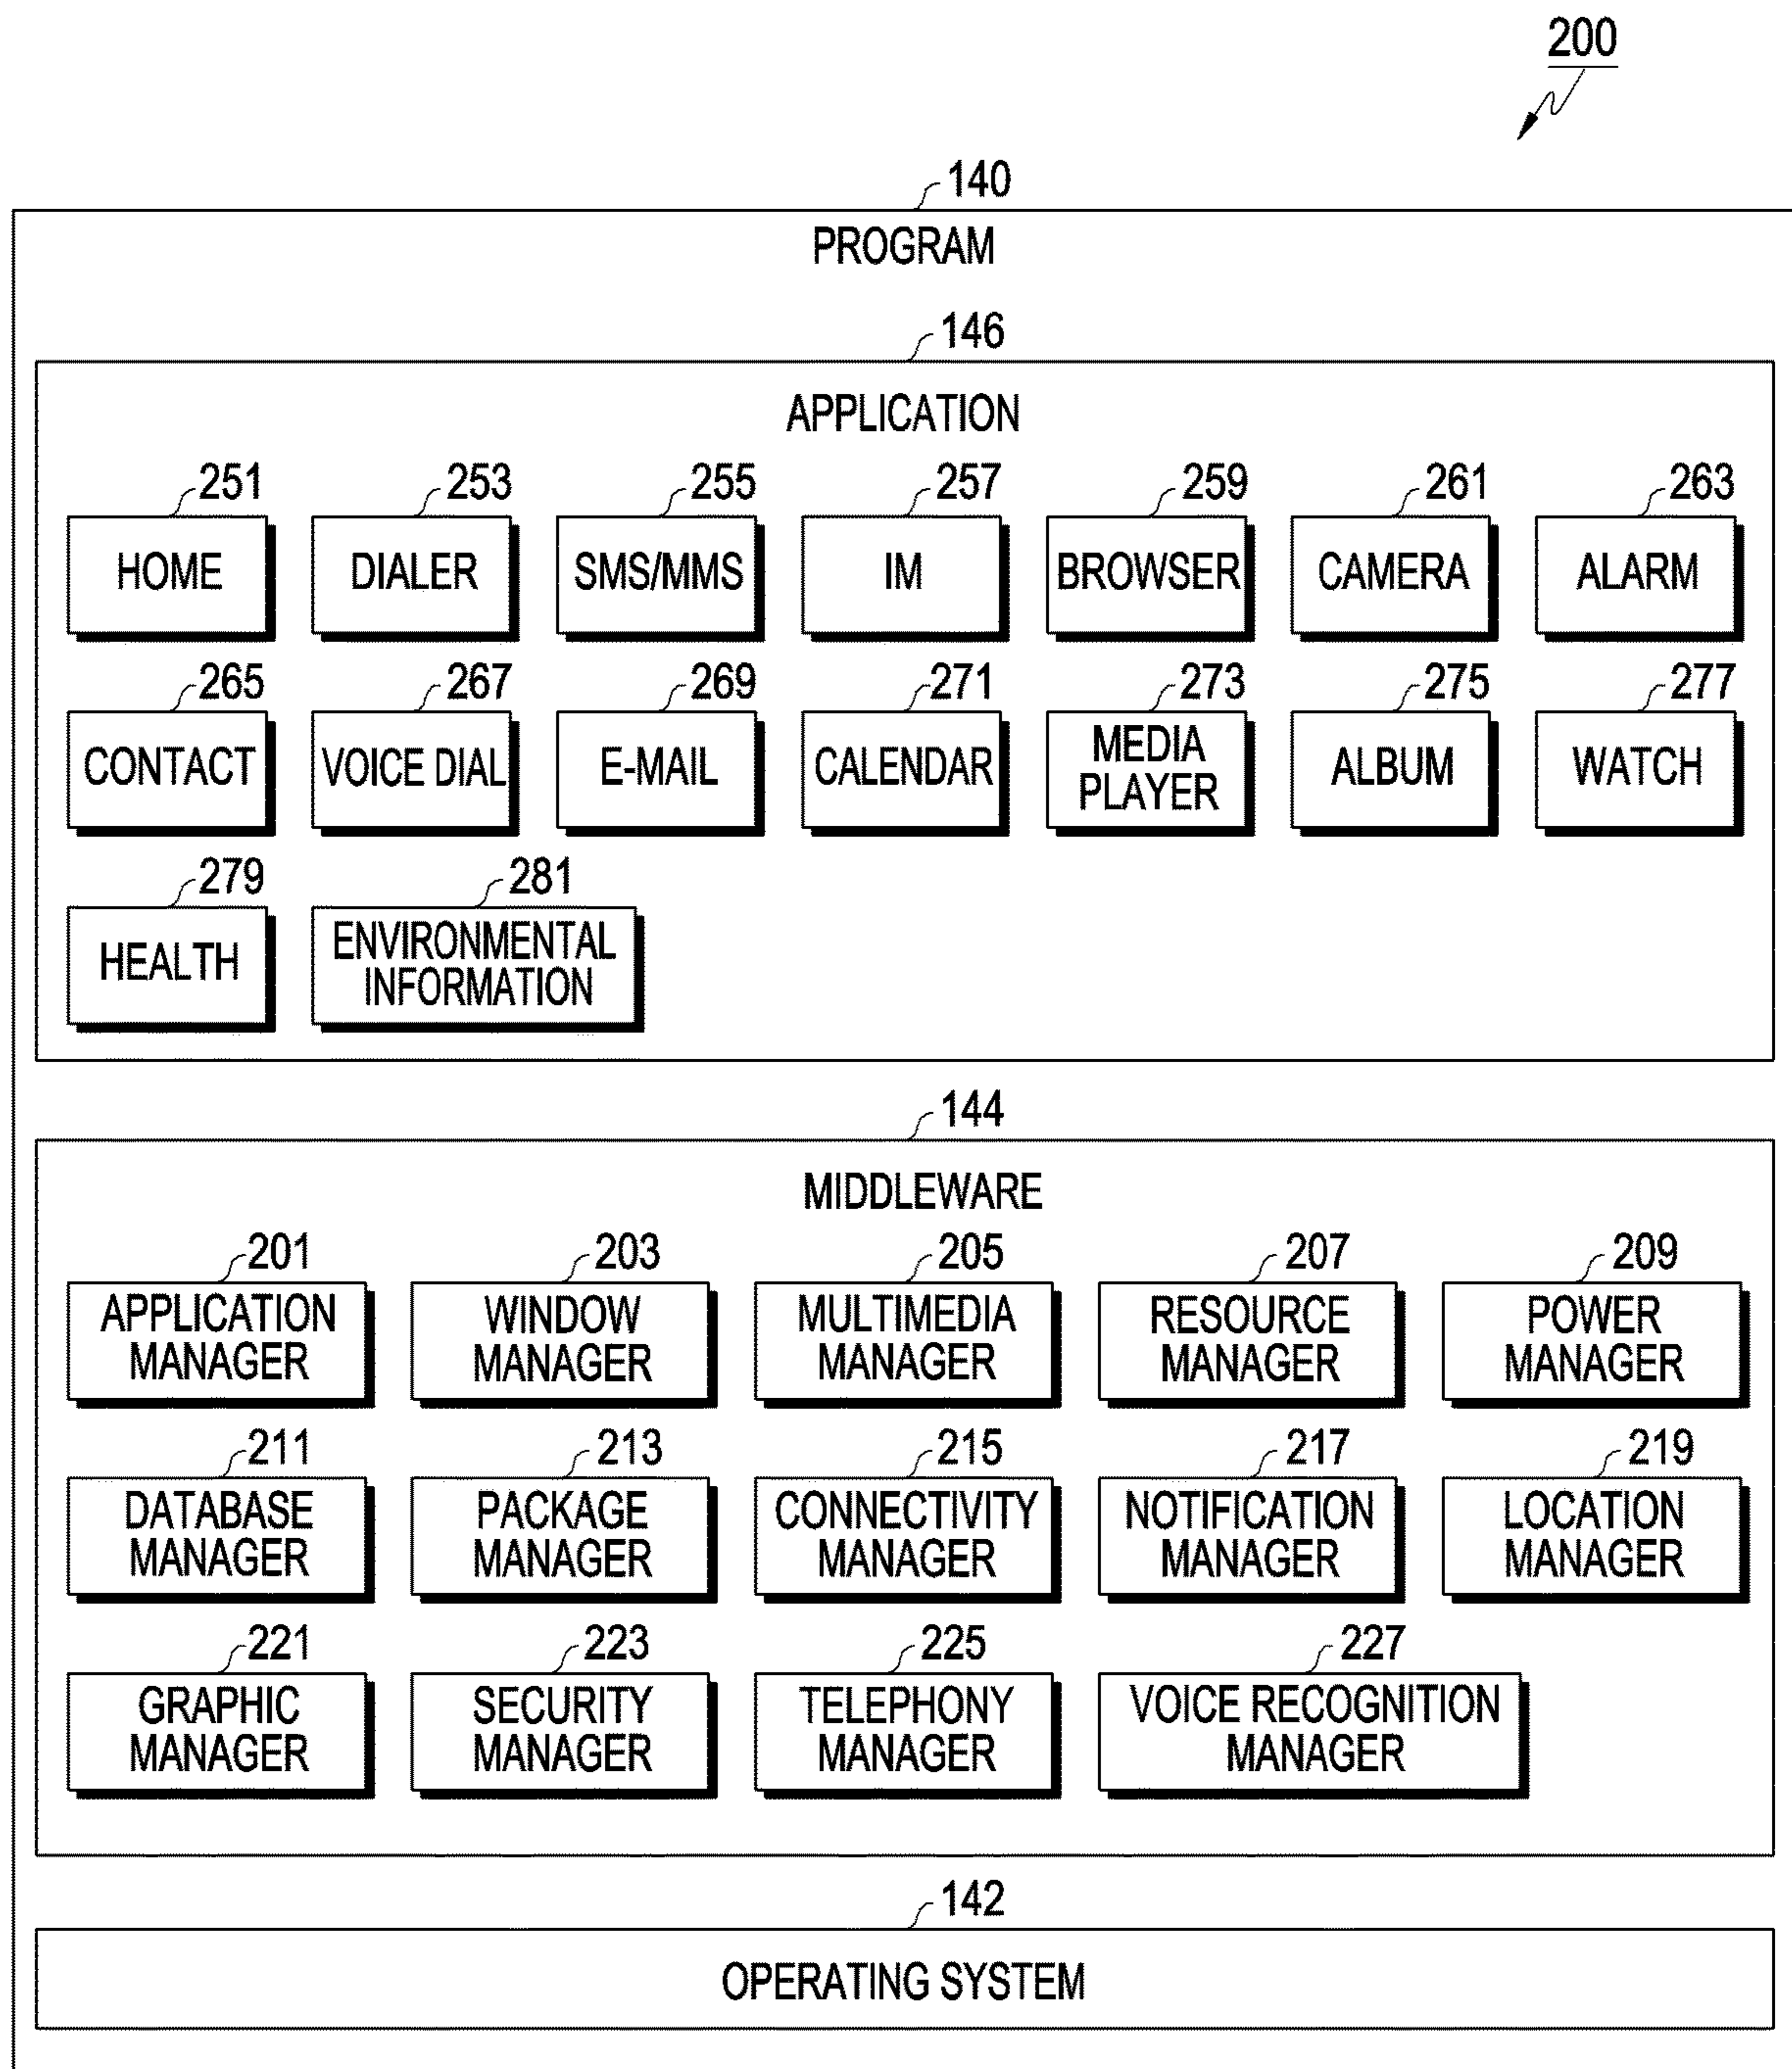 200
140
PROGRAM
146
APPLICATION
251 253 255 257 259 261 263
HOME DIALER SMS/MMS IM BROWSER CAMERA ALARM
265 267 269 271 273 275 277
CONTACT VOICE DIAL E-MAIL CALENDAR MEDIA PLAYER ALBUM WATCH
279 281
HEALTH ENVIRONMENTAL INFORMATION
144
MIDDLEWARE
201 203 205 207 209
APPLICATION MANAGER WINDOW MANAGER MULTIMEDIA MANAGER RESOURCE MANAGER POWER MANAGER
211 213 215 217 219
DATABASE MANAGER PACKAGE MANAGER CONNECTIVITY MANAGER NOTIFICATION MANAGER LOCATION MANAGER
221 223 225 227
GRAPHIC MANAGER SECURITY MANAGER TELEPHONY MANAGER VOICE RECOGNITION MANAGER
142
OPERATING SYSTEM